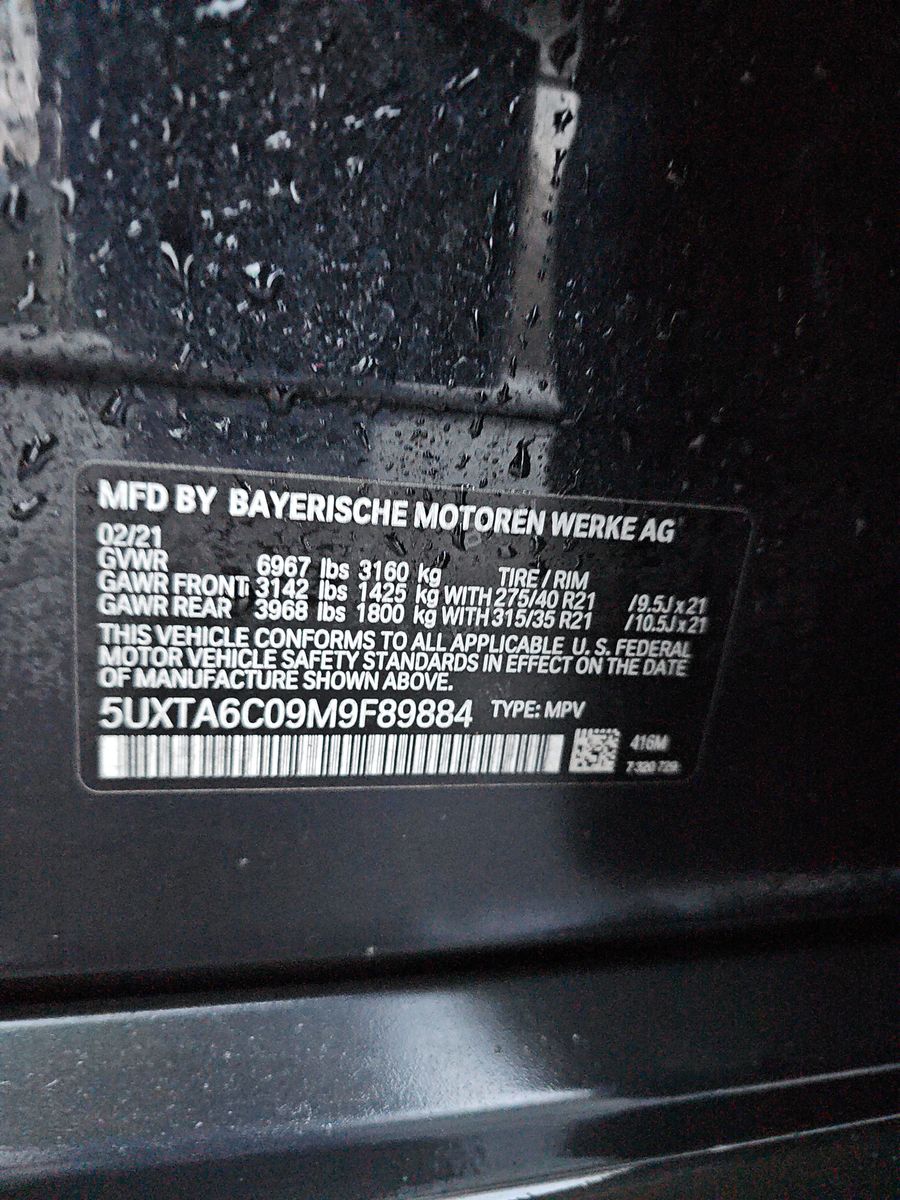 MFD BY BAYERISCHE MOTOREN WERKE AG
02/21
GVWR 6967 lbs 3160 kg TIRE / RIM
GAWR FRONT: 3142 lbs 1425 kg WITH 275/40 R21 /9.5J x 21
GAWR REAR 3968 lbs 1800 kg WITH 315/35 R21 /10.5J x 21
THIS VEHICLE CONFORMS TO ALL APPLICABLE U. S. FEDERAL
MOTOR VEHICLE SAFETY STANDARDS IN EFFECT ON THE DATE
OF MANUFACTURE SHOWN ABOVE.
5UXTA6C09M9F89884 TYPE: MPV
416M
7 320